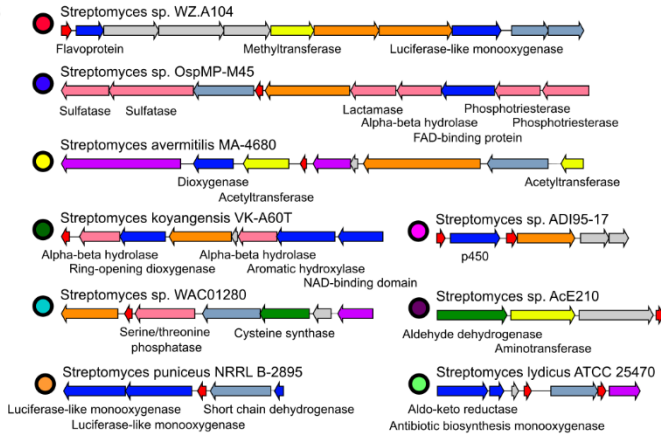 Streptomyces sp. WZ.A104
Flavoprotein Methyltransferase Luciferase-like monooxygenase
Streptomyces sp. OspMP-M45
Sulfatase Sulfatase Lactamase Phosphotriesterase
Alpha-beta hydrolase Phosphotriesterase
FAD-binding protein
Streptomyces avermitilis MA-4680
Dioxygenase Acetyltransferase
Acetyltransferase
Streptomyces koyangensis VK-A60T
Alpha-beta hydrolase Alpha-beta hydrolase
Ring-opening dioxygenase Aromatic hydroxylase
NAD-binding domain
Streptomyces sp. ADI95-17
p450
Streptomyces sp. WAC01280
Serine/threonine Cysteine synthase
phosphatase
Streptomyces sp. AcE210
Aldehyde dehydrogenase
Aminotransferase
Streptomyces puniceus NRRL B-2895
Luciferase-like monooxygenase Short chain dehydrogenase
Luciferase-like monooxygenase
Streptomyces lydicus ATCC 25470
Aldo-keto reductase
Antibiotic biosynthesis monooxygenase